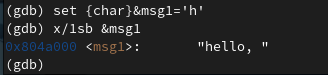 (gdb) set {char}&msg1='h'
(gdb) x/1sb &msg1
0x804a000 <msg1>:       "hello, "
(gdb)